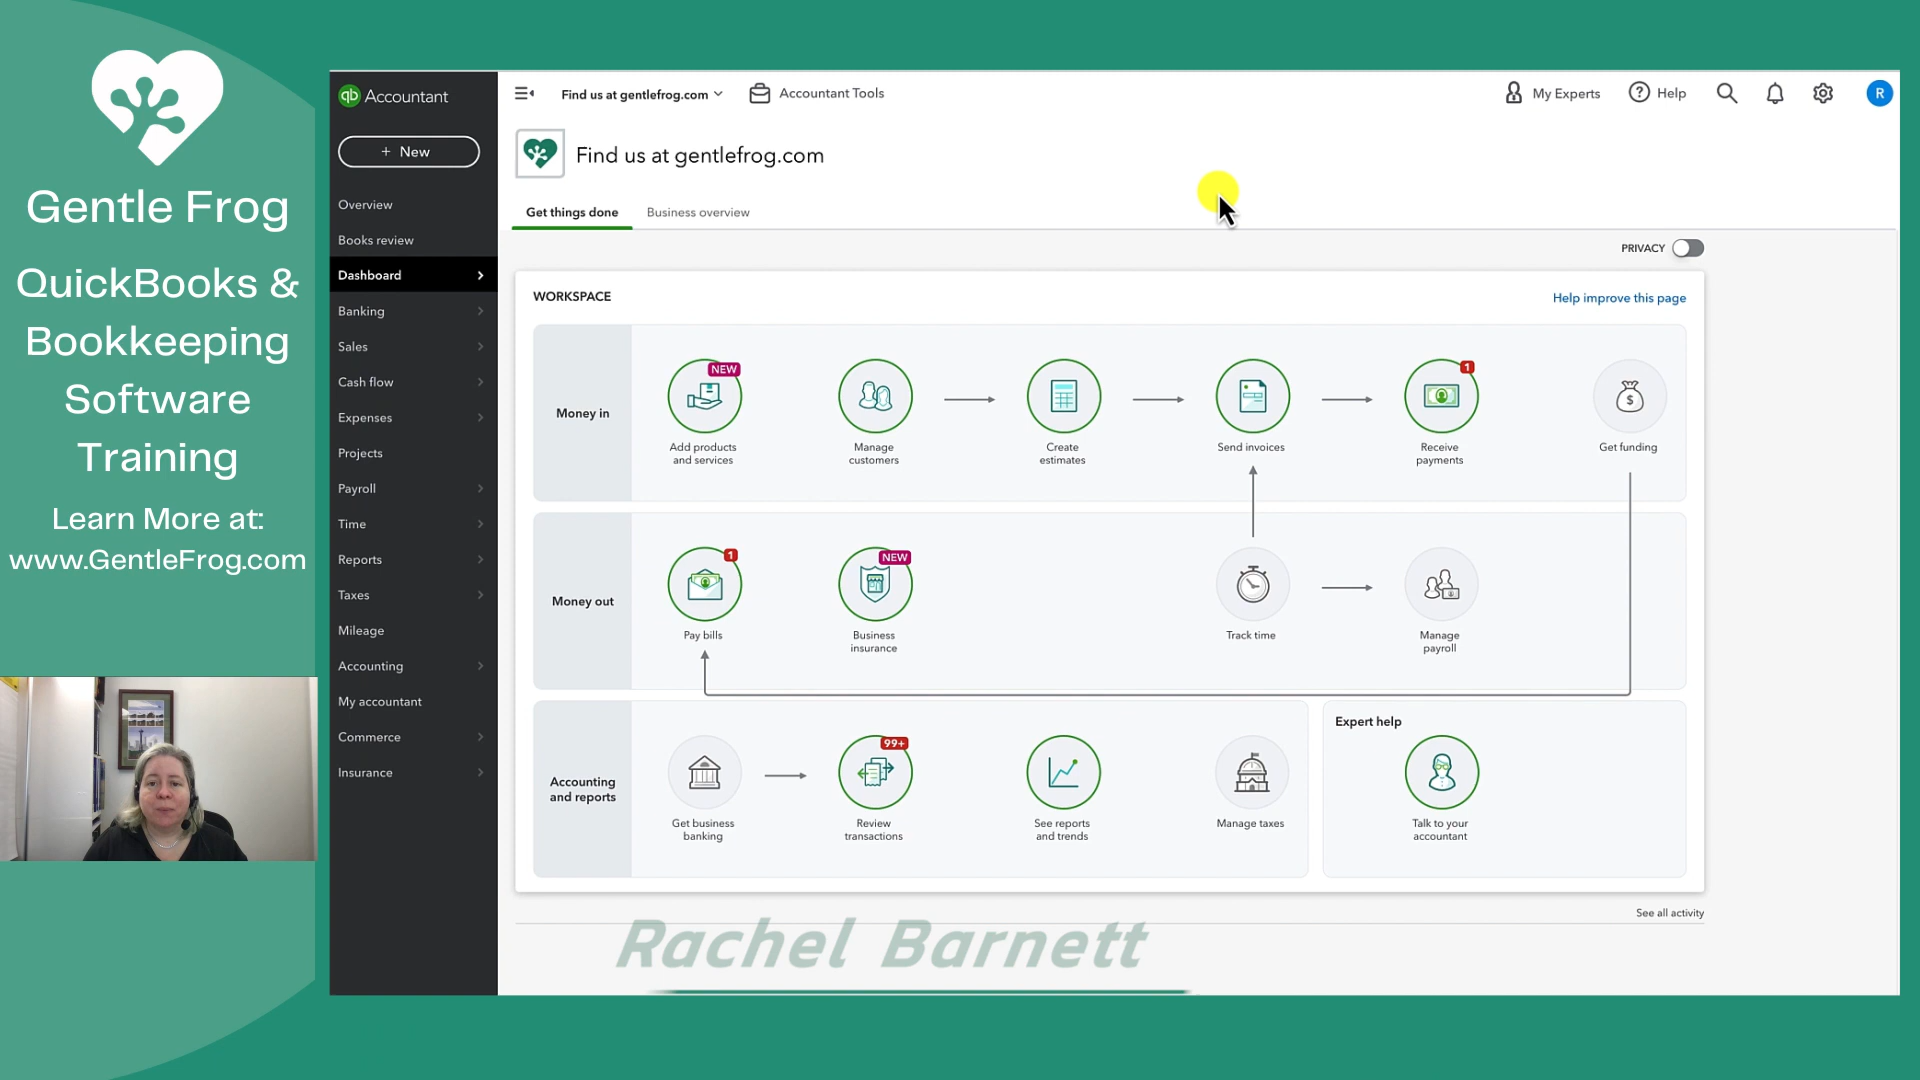 Gentle Frog
QuickBooks &
Bookkeeping
Software
Training
Learn More at:
www.GentleFrog.com
qb Accountant
+ New
Overview
Books review
Dashboard
Banking
Sales
Cash flow
Expenses
Projects
Payroll
Time
Reports
Taxes
Mileage
Accounting
My accountant
Commerce
Insurance
Find us at gentlefrog.com
Accountant Tools
My Experts
Help
R
Find us at gentlefrog.com
Get things done
Business overview
PRIVACY
WORKSPACE
Help improve this page
Money in
NEW
Add products
and services
Manage
customers
Create
estimates
Send invoices
1
Receive
payments
$
Get funding
Money out
1
Pay bills
NEW
Business
insurance
Track time
Manage
payroll
Accounting
and reports
Get business
banking
99+
Review
transactions
See reports
and trends
Manage taxes
Expert help
Talk to your
accountant
See all activity
Rachel Barnett